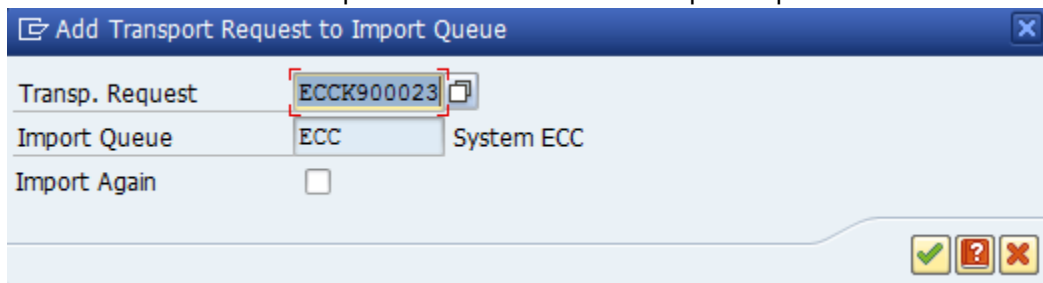 Add Transport Request to Import Queue
Transp. Request ECCK900023
Import Queue ECC System ECC
Import Again